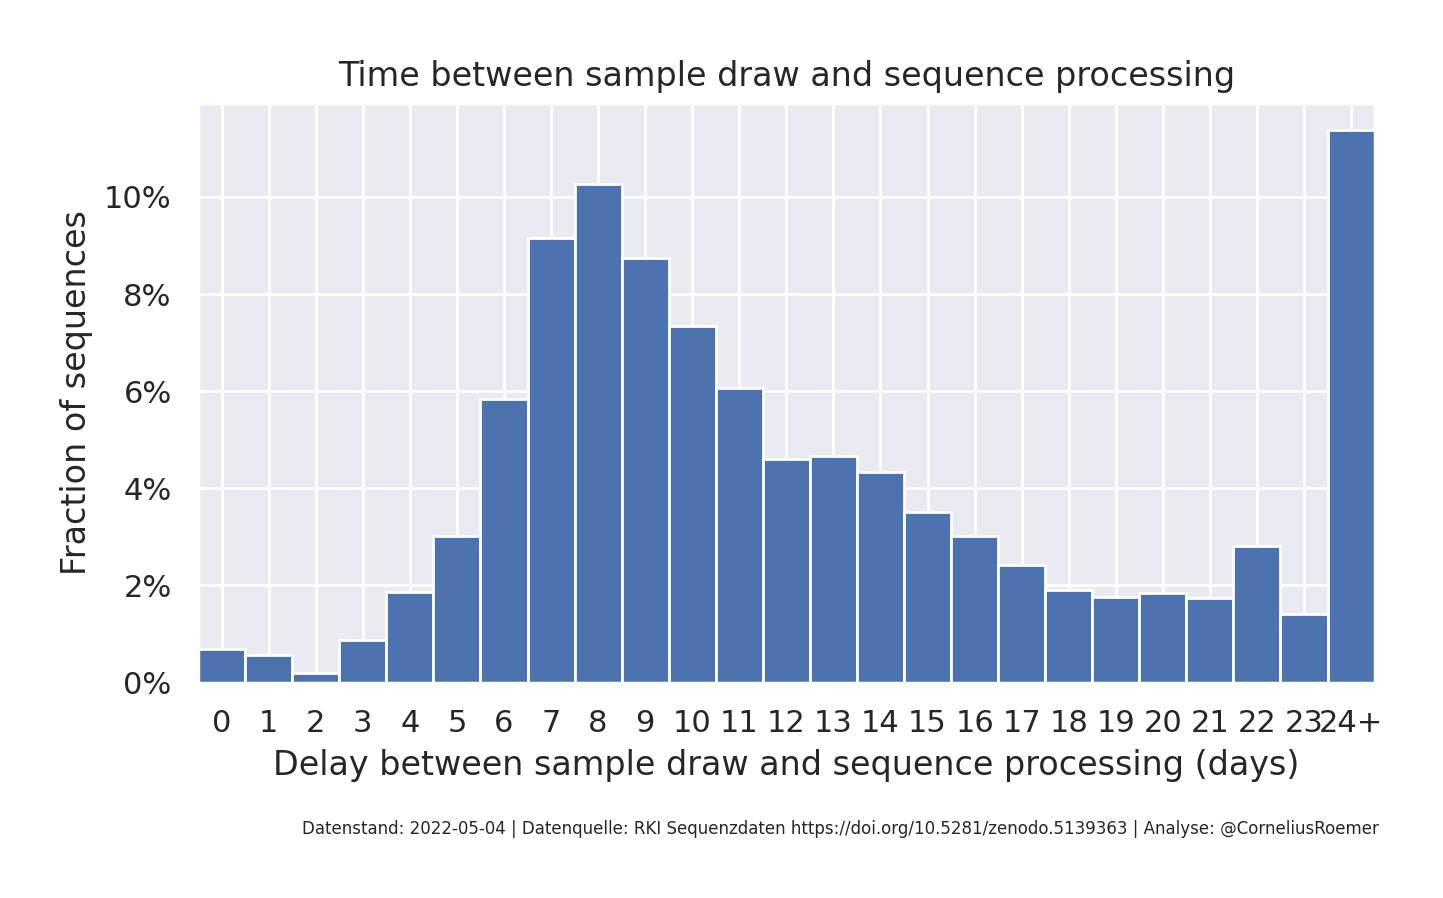 Time between sample draw and sequence processing
Fraction of sequences
10%
8%
6%
4%
2%
0%
0 1 2 3 4 5 6 7 8 9 10 11 12 13 14 15 16 17 18 19 20 21 22 23 24+
Delay between sample draw and sequence processing (days)
Datenstand: 2022-05-04 | Datenquelle: RKI Sequenzdaten https://doi.org/10.5281/zenodo.5139363 | Analyse: @CorneliusRoemer